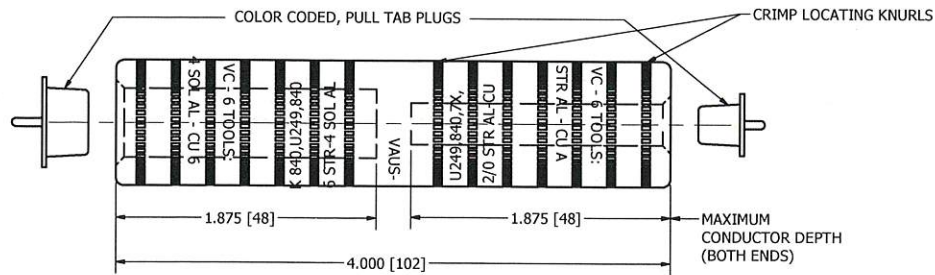 COLOR CODED, PULL TAB PLUGS
CRIMP LOCATING KNURLS
4 SOL AL - CU 6
VC - 6 TOOLS:
K 840,U249,840
6 STR-4 SOL AL
VAUS-
U249,840,7X,
2/0 STR AL-CU
STR AL - CU A
VC - 6 TOOLS:
1.875 [48]
1.875 [48]
MAXIMUM
CONDUCTOR DEPTH
(BOTH ENDS)
4.000 [102]